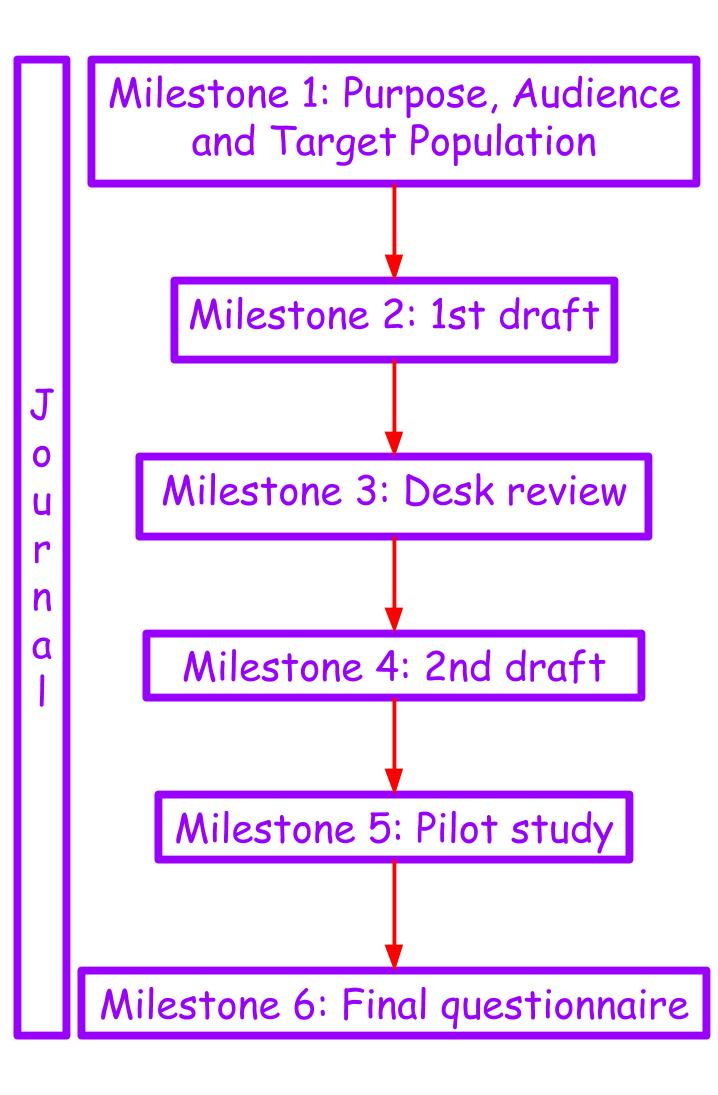 Journal
Milestone 1: Purpose, Audience
and Target Population
Milestone 2: 1st draft
Milestone 3: Desk review
Milestone 4: 2nd draft
Milestone 5: Pilot study
Milestone 6: Final questionnaire